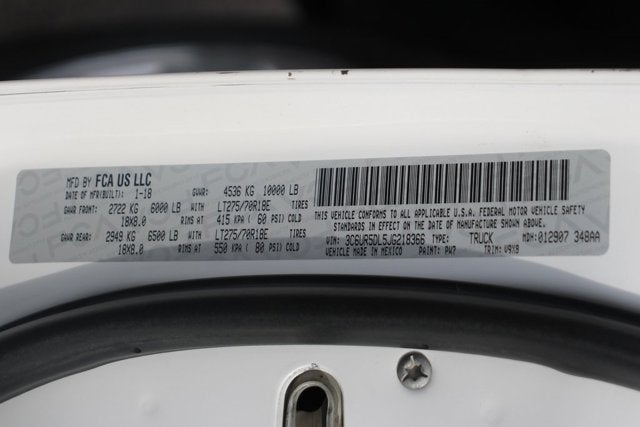 MFD BY FCA US LLC
DATE OF MFR(BUILT): 1-18 GVWR: 4536 KG 10000 LB
GAWR FRONT: 2722 KG 6000 LB WITH LT275/70R18E TIRES
18X8.0 AT 415 KPA ( 60 PSI) COLD
GAWR REAR: 2949 KG 6500 LB WITH LT275/70R18E TIRES
18X8.0 AT 550 KPA ( 80 PSI) COLD
THIS VEHICLE CONFORMS TO ALL APPLICABLE U.S.A. FEDERAL MOTOR VEHICLE SAFETY
STANDARDS IN EFFECT ON THE DATE OF MANUFACTURE SHOWN ABOVE.
VIN: 3C6UR5DL5JG218366 TYPE: TRUCK MDH: 012907 348AA
VEHICLE MADE IN MEXICO PAINT: PW7 TRIM: V9X9